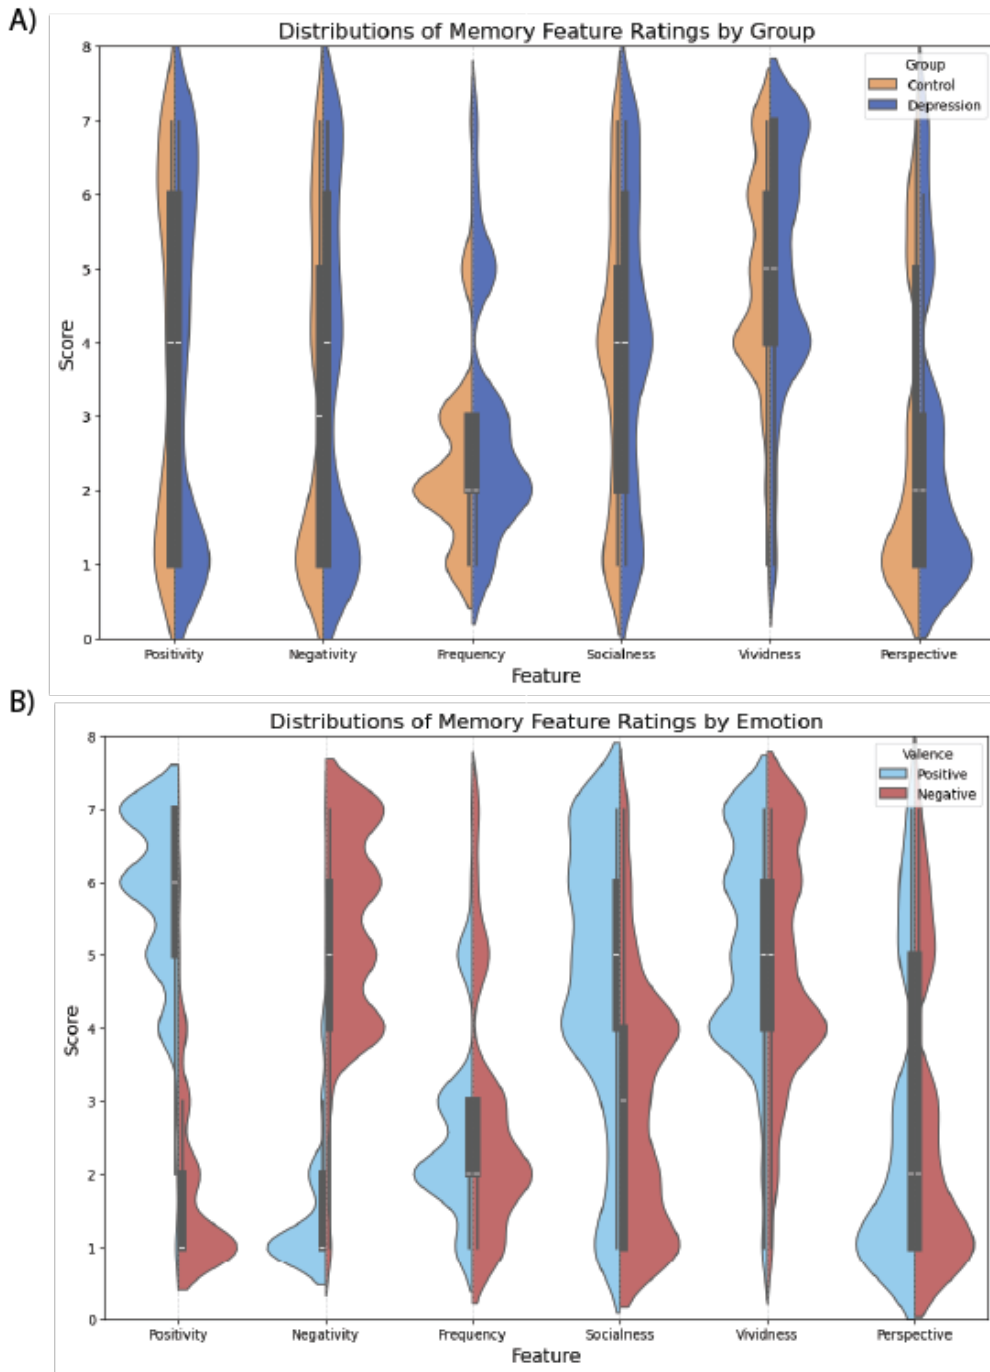 A)
Distributions of Memory Feature Ratings by Group
Group
Control
Depression
8
7
6
5
4
3
2
1
0
Score
Positivity Negativity Frequency Socialness Vividness Perspective
Feature
B)
Distributions of Memory Feature Ratings by Emotion
Valence
Positive
Negative
8
7
6
5
4
3
2
1
0
Score
Positivity Negativity Frequency Socialness Vividness Perspective
Feature